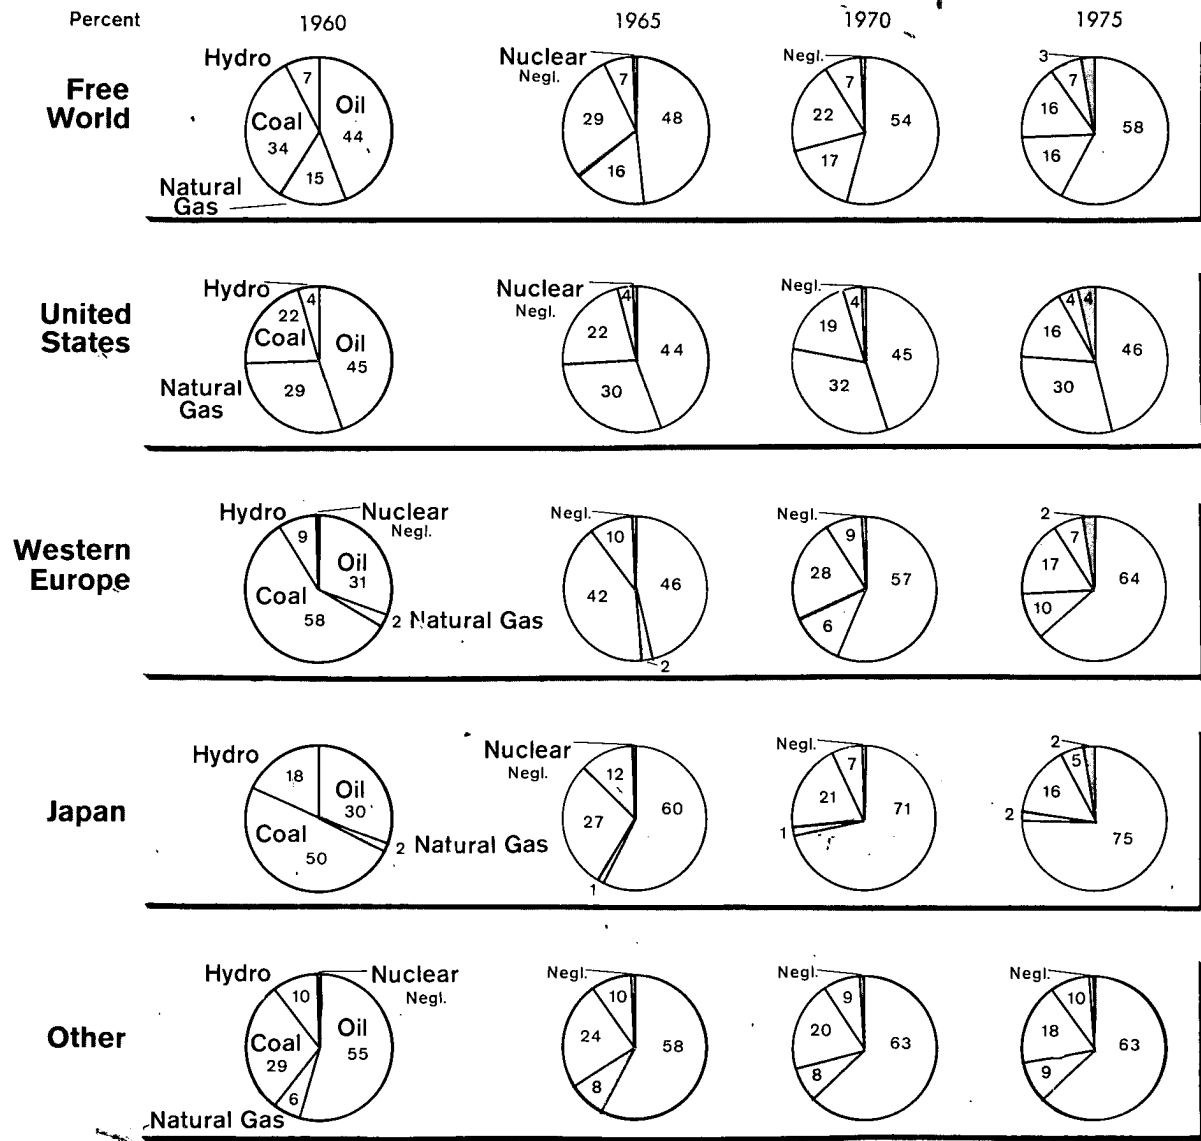 Percent 1960 1965 1970 1975
Free World
Hydro
7
Oil
44
Coal
34
15
Natural Gas
Nuclear
Negl.
7
29
48
16
Negl.
7
22
54
17
3
7
16
58
16
United States
Hydro
4
22
Coal
Oil
45
Natural Gas
29
Nuclear
Negl.
4
22
44
30
Negl.
4
19
45
32
4
4
16
46
30
Western Europe
Hydro
Nuclear
Negl.
9
Oil
31
Coal
58
2 Natural Gas
Negl.
10
46
42
2
Negl.
9
28
57
6
2
7
17
64
10
Japan
Hydro
18
Oil
30
Coal
50
2 Natural Gas
Nuclear
Negl.
12
27
60
1
Negl.
7
21
71
1
2
5
16
2
75
Other
Hydro
Nuclear
Negl.
10
Oil
55
Coal
29
6
Natural Gas
Negl.
10
24
58
8
Negl.
9
20
63
8
Negl.
10
18
63
9